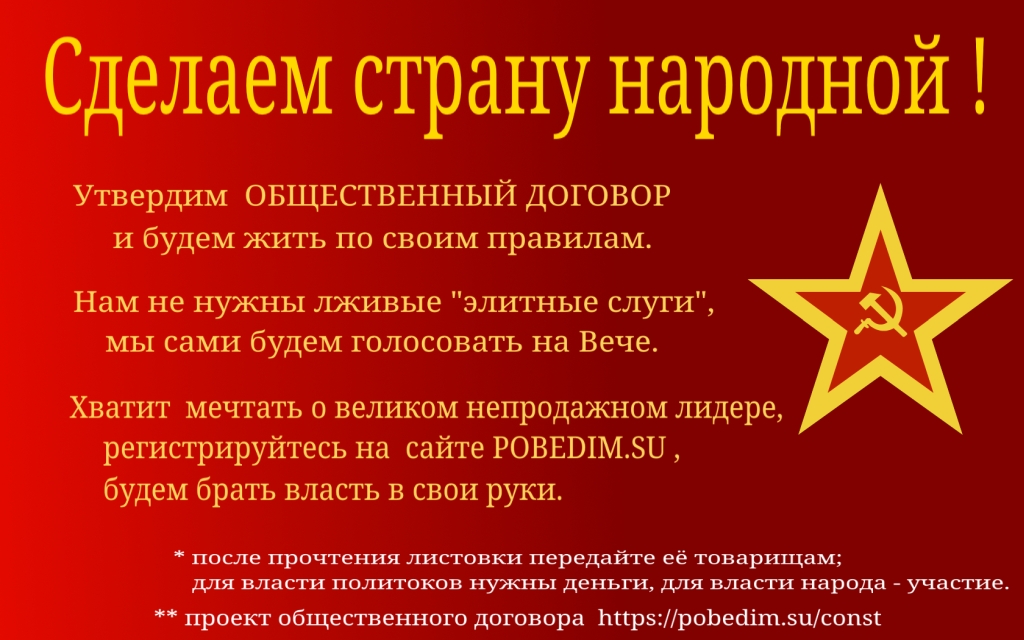 Сделаем страну народной !
Утвердим ОБЩЕСТВЕННЫЙ ДОГОВОР
и будем жить по своим правилам.
Нам не нужны лживые "элитные слуги",
мы сами будем голосовать на Вече.
Хватит мечтать о великом непродажном лидере,
регистрируйтесь на сайте POBEDIM.SU ,
будем брать власть в свои руки.
* после прочтения листовки передайте её товарищам;
для власти политоков нужны деньги, для власти народа - участие.
** проект общественного договора https://pobedim.su/const